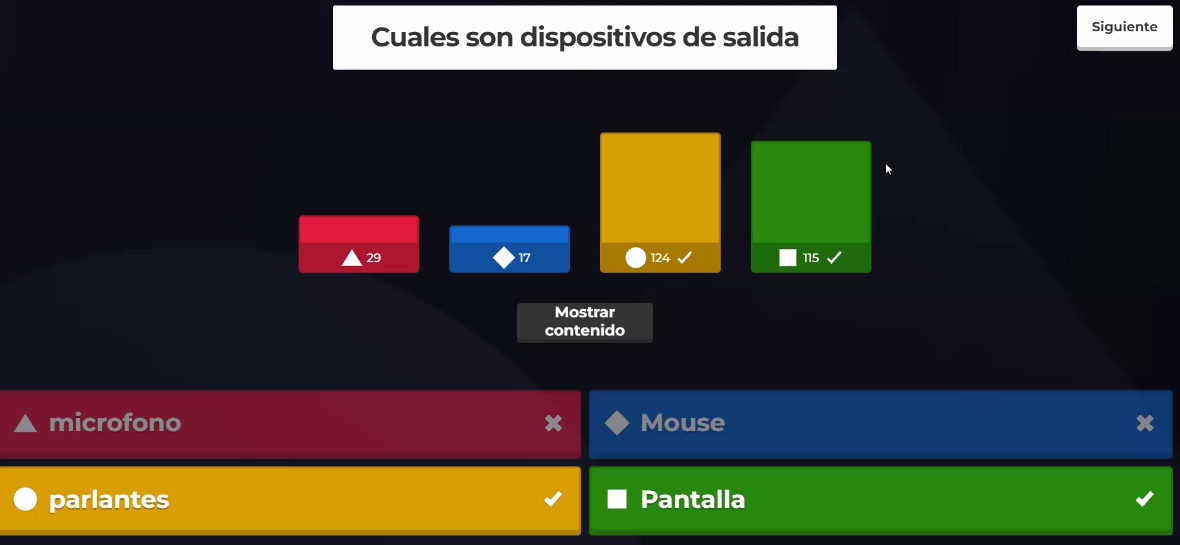 Cuales son dispositivos de salida
Siguiente
29
17
124
115
Mostrar
contenido
microfono
Mouse
parlantes
Pantalla